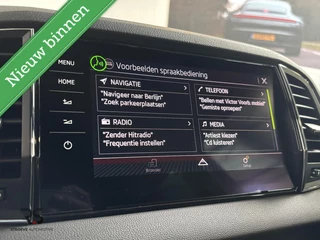 Nieuw binnen
Voorbeelden spraakbediening
MENU
HOME
NAVIGATIE
"Navigeer naar Berlijn"
"Zoek parkeerplaatsen"
TELEFOON
"Bellen met Victor Voorb. mobiel"
"Gemiste oproepen"
RADIO
"Zender Hitradio"
"Frequentie instellen"
MEDIA
"Artiest kiezen"
"Cd luisteren"